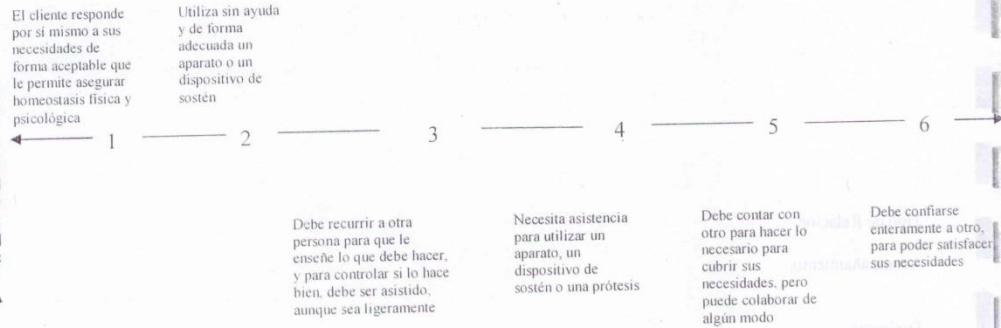 El cliente responde
por sí mismo a sus
necesidades de
forma aceptable que
le permite asegurar
homeostasis física y
psicológica
Utiliza sin ayuda
y de forma
adecuada un
aparato o un
dispositivo de
sostén
1
2
3
4
5
6
Debe recurrir a otra
persona para que le
enseñe lo que debe hacer,
y para controlar si lo hace
bien, debe ser asistido,
aunque sea ligeramente
Necesita asistencia
para utilizar un
aparato, un
dispositivo de
sostén o una prótesis
Debe contar con
otro para hacer lo
necesario para
cubrir sus
necesidades, pero
puede colaborar de
algún modo
Debe confiarse
enteramente a otro,
para poder satisfacer
sus necesidades